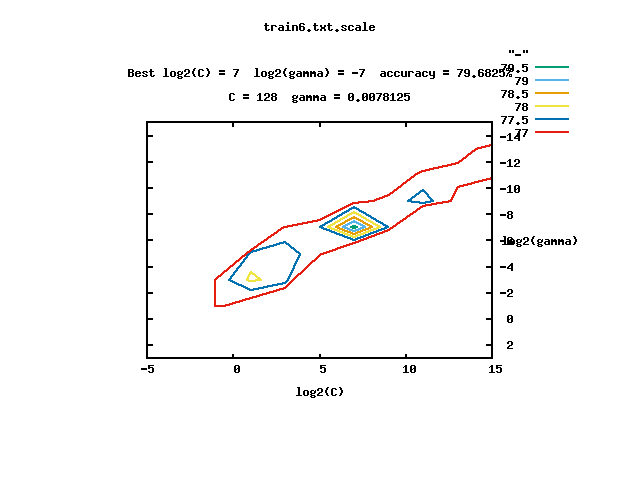 train6.txt.scale
"-"
Best log2(C) = 7  log2(gamma) = -7  accuracy = 79.6825%
C = 128  gamma = 0.0078125
79.5
79
78.5
78
77.5
77
-14
-12
-10
-8
-6
log2(gamma)
-4
-2
0
2
-5 0 5 10 15
log2(C)